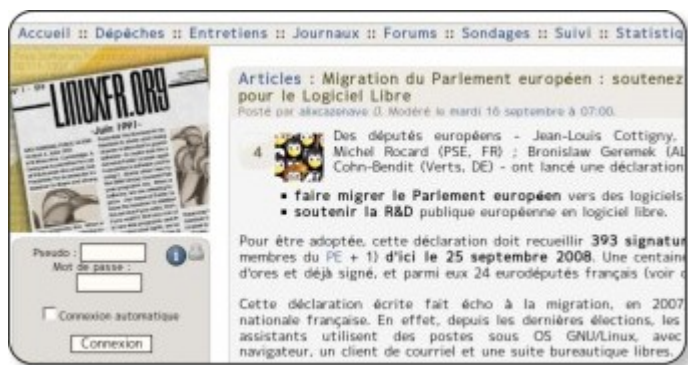 Accueil :: Dépêches :: Entretiens :: Journaux :: Forums :: Sondages :: Suivi :: Statistiq
N°1 -
LINUXFR.ORG
-Juin 1991-
Articles : Migration du Parlement européen : soutenez
pour le Logiciel Libre
Posté par alixcazenave Modéré le mardi 16 septembre à 07:00.
4
Des députés européens - Jean-Louis Cottigny,
Michel Rocard (PSE, FR) ; Bronislaw Geremek (AL
Cohn-Bendit (Verts, DE) - ont lancé une déclaration
▪ faire migrer le Parlement européen vers des logiciels
▪ soutenir la R&D publique européenne en logiciel libre.
Pseudo :
Mot de passe :
Connexion automatique
Connexion
Pour être adoptée, cette déclaration doit recueillir 393 signatur
membres du PE + 1) d'ici le 25 septembre 2008. Une centain
d'ores et déjà signé, et parmi eux 24 eurodéputés français (voir
Cette déclaration écrite fait écho à la migration, en 2007
nationale française. En effet, depuis les dernières élections, les
assistants utilisent des postes sous OS GNU/Linux, avec
navigateur, un client de courriel et une suite bureautique libres.